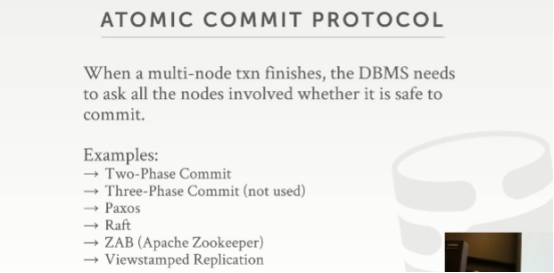 ATOMIC COMMIT PROTOCOL
When a multi-node txn finishes, the DBMS needs
to ask all the nodes involved whether it is safe to
commit.
Examples:
→ Two-Phase Commit
→ Three-Phase Commit (not used)
→ Paxos
→ Raft
→ ZAB (Apache Zookeeper)
→ Viewstamped Replication